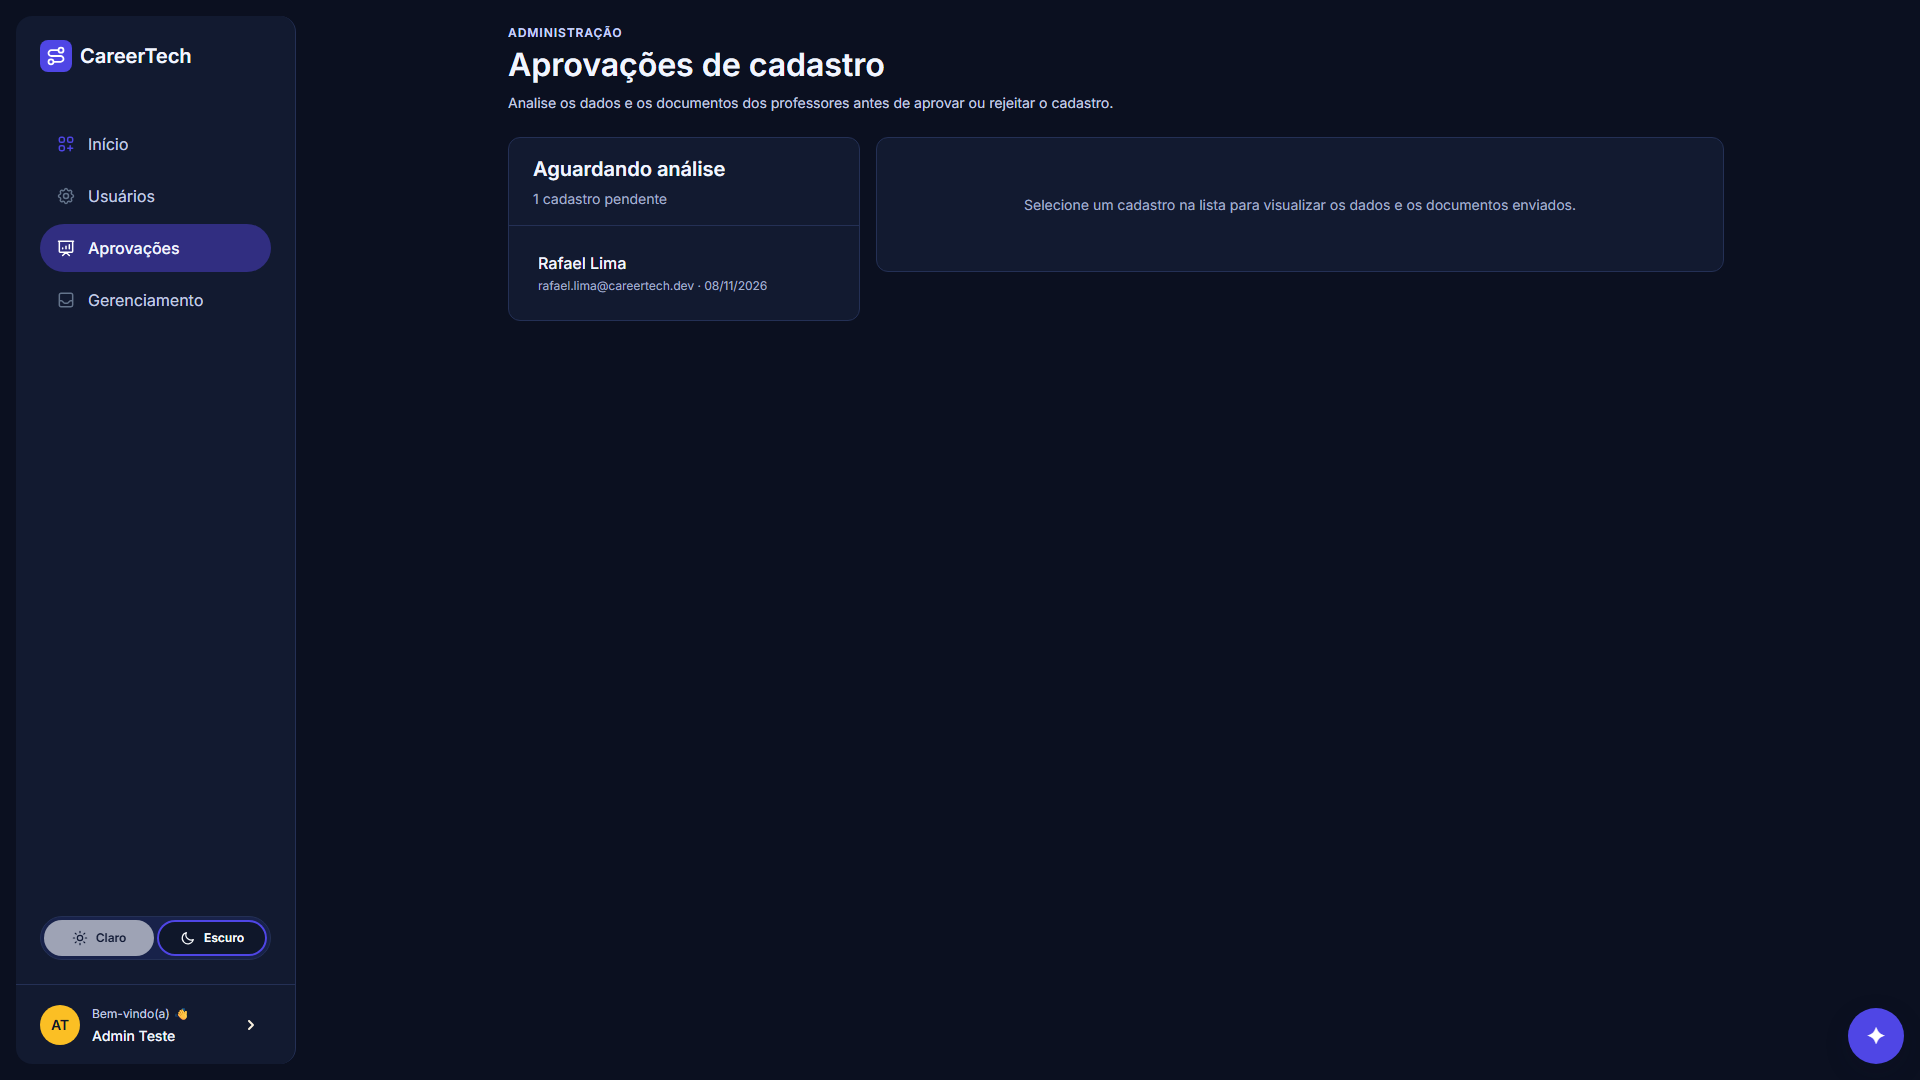 CareerTech
Início
Usuários
Aprovações
Gerenciamento
Claro
Escuro
AT
Bem-vindo(a) 👋
Admin Teste
ADMINISTRAÇÃO
Aprovações de cadastro
Analise os dados e os documentos dos professores antes de aprovar ou rejeitar o cadastro.
Aguardando análise
1 cadastro pendente
Rafael Lima
rafael.lima@careertech.dev · 08/11/2026
Selecione um cadastro na lista para visualizar os dados e os documentos enviados.